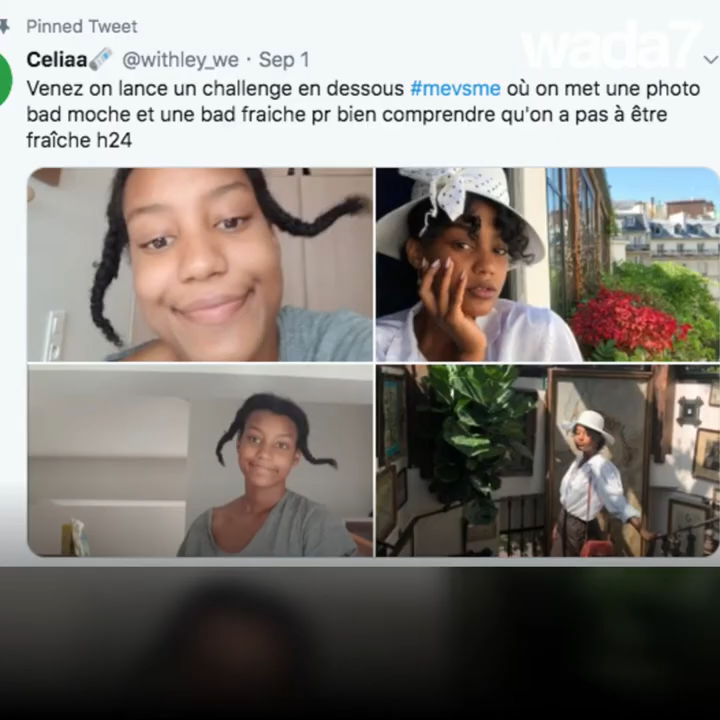 Pinned Tweet
wada7
Celiaa🗞️ @withley_we · Sep 1
Venez on lance un challenge en dessous #mevsme où on met une photo
bad moche et une bad fraiche pr bien comprendre qu'on a pas à être
fraîche h24